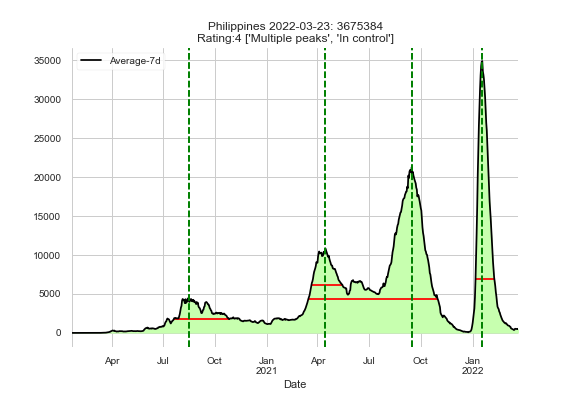 Philippines 2022-03-23: 3675384
Rating:4 ['Multiple peaks', 'In control']
Average-7d
35000
30000
25000
20000
15000
10000
5000
0
Apr Jul Oct Jan Apr Jul Oct Jan
2021 2022
Date